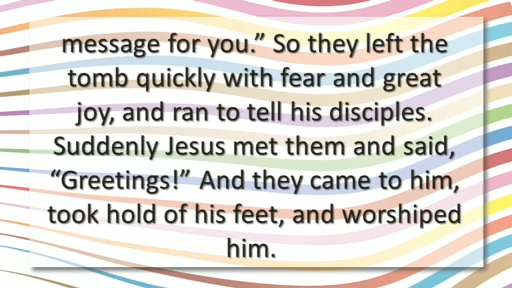 message for you.” So they left the
tomb quickly with fear and great
joy, and ran to tell his disciples.
Suddenly Jesus met them and said,
“Greetings!” And they came to him,
took hold of his feet, and worshiped
him.